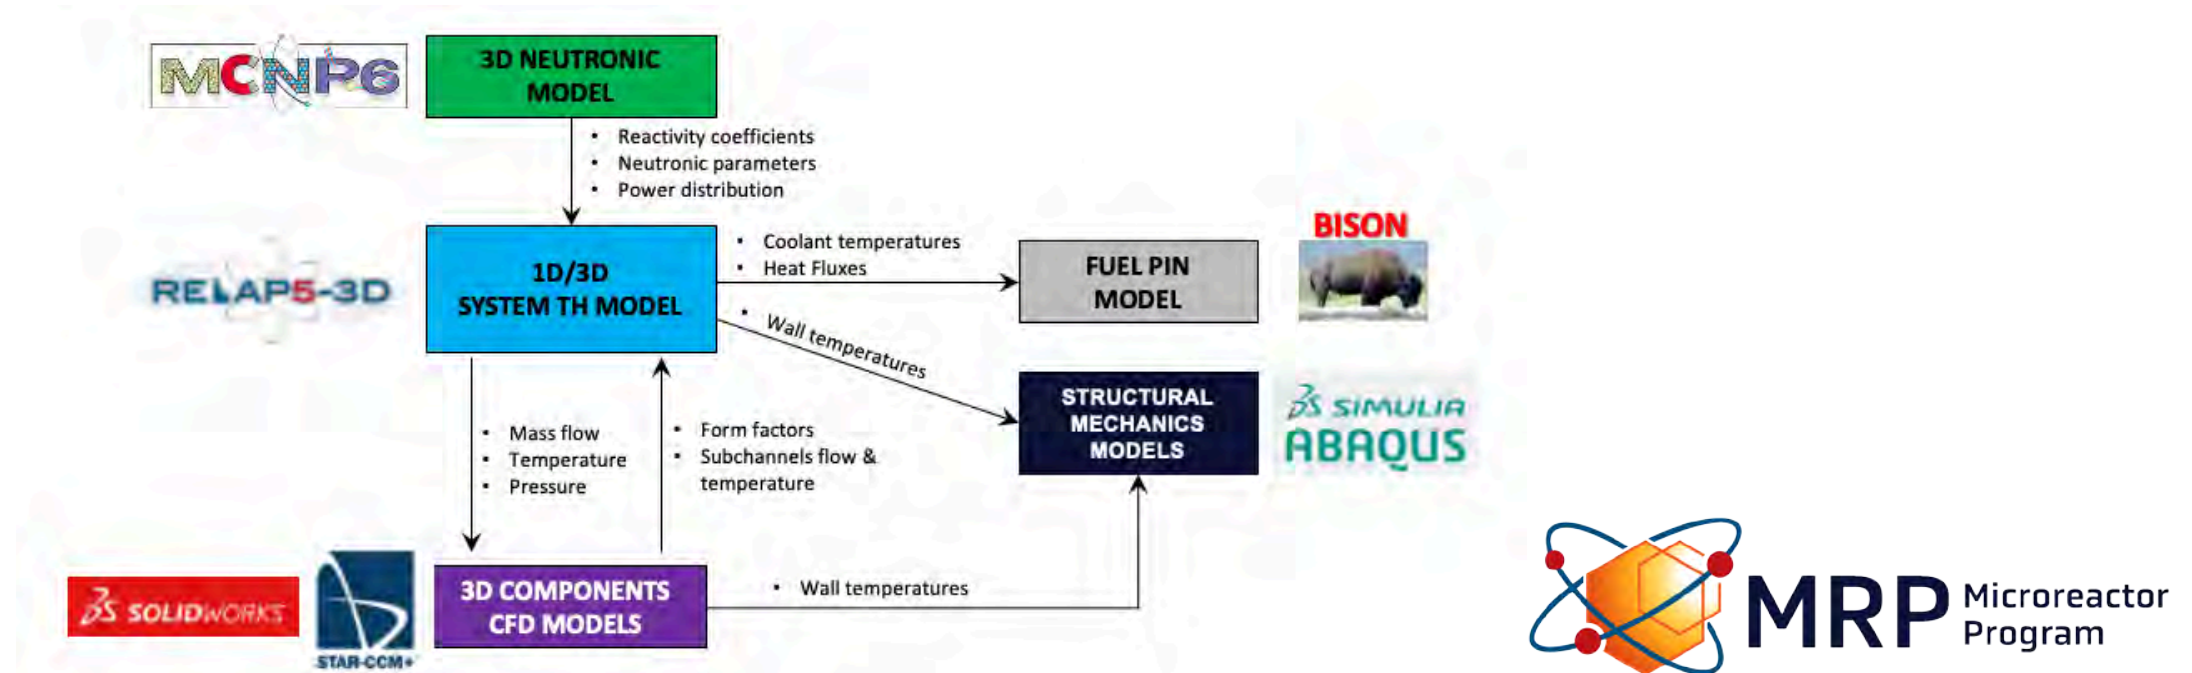 MCNP6
3D NEUTRONIC
MODEL
• Reactivity coefficients
• Neutronic parameters
• Power distribution
RELAP5-3D
1D/3D
SYSTEM TH MODEL
• Coolant temperatures
• Heat Fluxes
FUEL PIN
MODEL
BISON
• Wall temperatures
STRUCTURAL
MECHANICS
MODELS
SIMULIA
ABAQUS
• Mass flow
• Temperature
• Pressure
• Form factors
• Subchannels flow &
temperature
SOLIDWORKS
STAR-CCM+
3D COMPONENTS
CFD MODELS
• Wall temperatures
MRP
Microreactor
Program